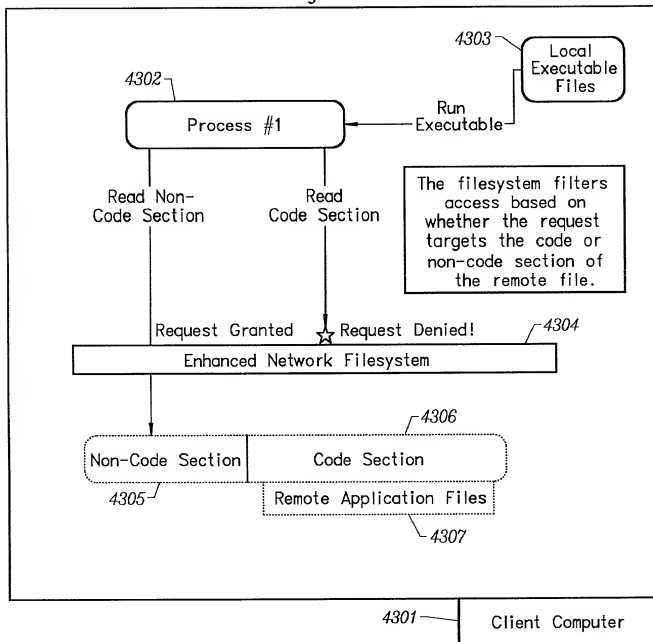 4303
Local
Executable
Files
4302
Process #1
Run
Executable
Read Non-
Code Section
Read
Code Section
The filesystem filters
access based on
whether the request
targets the code or
non-code section of
the remote file.
Request Granted
Request Denied!
4304
Enhanced Network Filesystem
4306
Non-Code Section
Code Section
4305
Remote Application Files
4307
4301
Client Computer